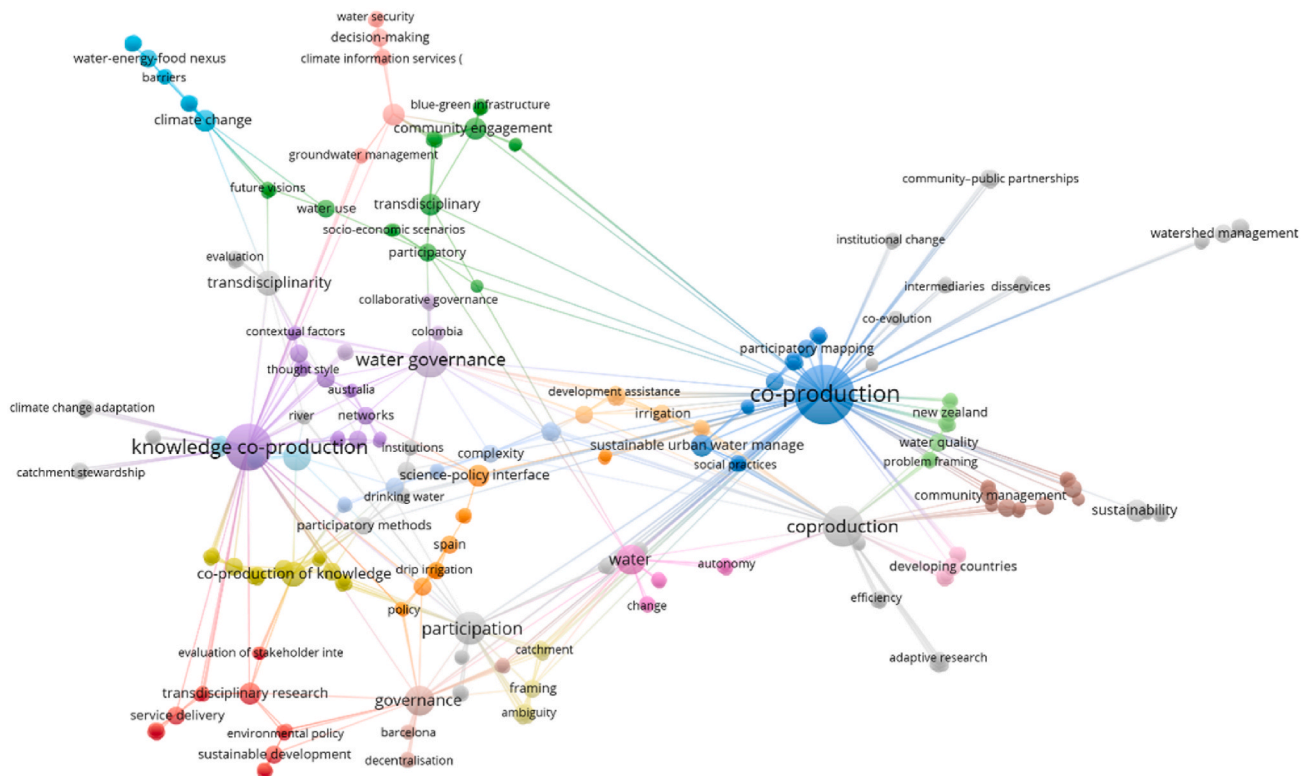 water security
decision-making
climate information services (
water-energy-food nexus
barriers
climate change
blue-green infrastructure
community engagement
groundwater management
future visions
water use
transdisciplinary
socio-economic scenarios
participatory
evaluation
transdisciplinarity
community–public partnerships
institutional change
watershed management
intermediaries
disservices
co-evolution
collaborative governance
contextual factors
colombia
water governance
thought style
participatory mapping
australia
development assistance
co-production
climate change adaptation
river
networks
irrigation
new zealand
knowledge co-production
institutions
complexity
sustainable urban water manage
water quality
catchment stewardship
science-policy interface
social practices
problem framing
drinking water
community management
participatory methods
coproduction
sustainability
spain
co-production of knowledge
drip irrigation
water
autonomy
developing countries
policy
change
efficiency
participation
evaluation of stakeholder inte
catchment
adaptive research
transdisciplinary research
framing
service delivery
governance
ambiguity
environmental policy
barcelona
sustainable development
decentralisation